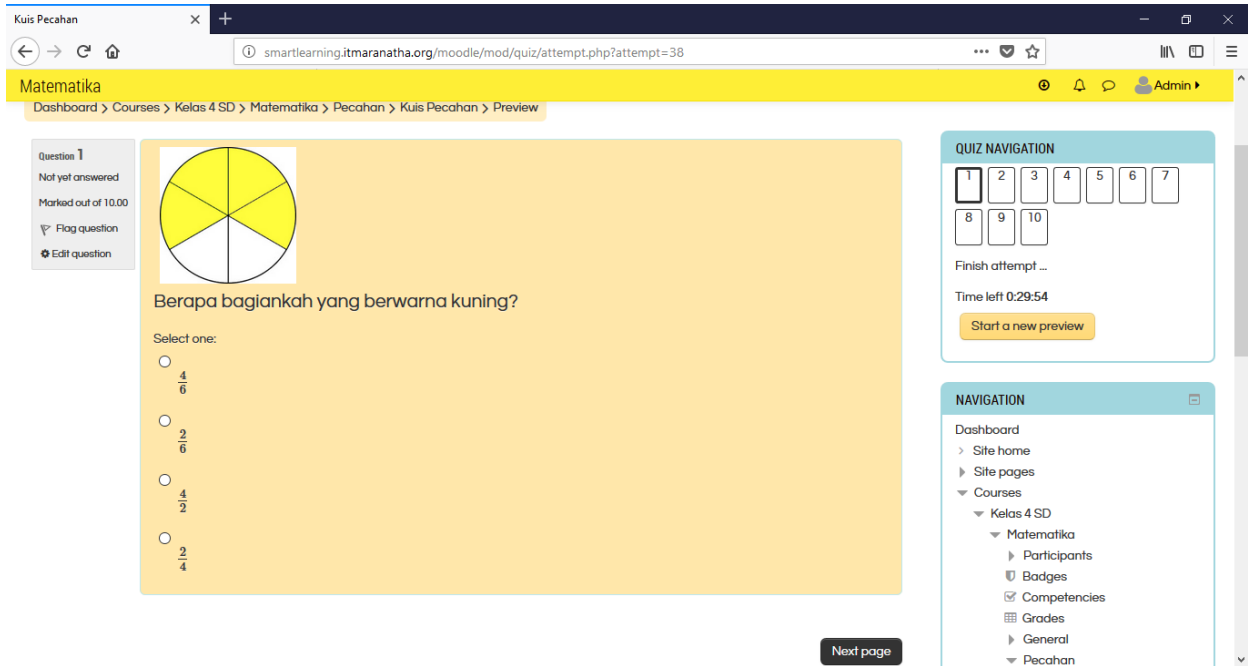 Kuis Pecahan
smartlearning.itmaranatha.org/moodle/mod/quiz/attempt.php?attempt=38
Matematika
Admin
Dashboard > Courses > Kelas 4 SD > Matematika > Pecahan > Kuis Pecahan > Preview
Question 1
Not yet answered
Marked out of 10.00
Flag question
Edit question
Berapa bagiankah yang berwarna kuning?
Select one:
4
6
2
6
4
2
2
4
Next page
QUIZ NAVIGATION
1 2 3 4 5 6 7
8 9 10
Finish attempt ...
Time left 0:29:54
Start a new preview
NAVIGATION
Dashboard
Site home
Site pages
Courses
Kelas 4 SD
Matematika
Participants
Badges
Competencies
Grades
General
Pecahan